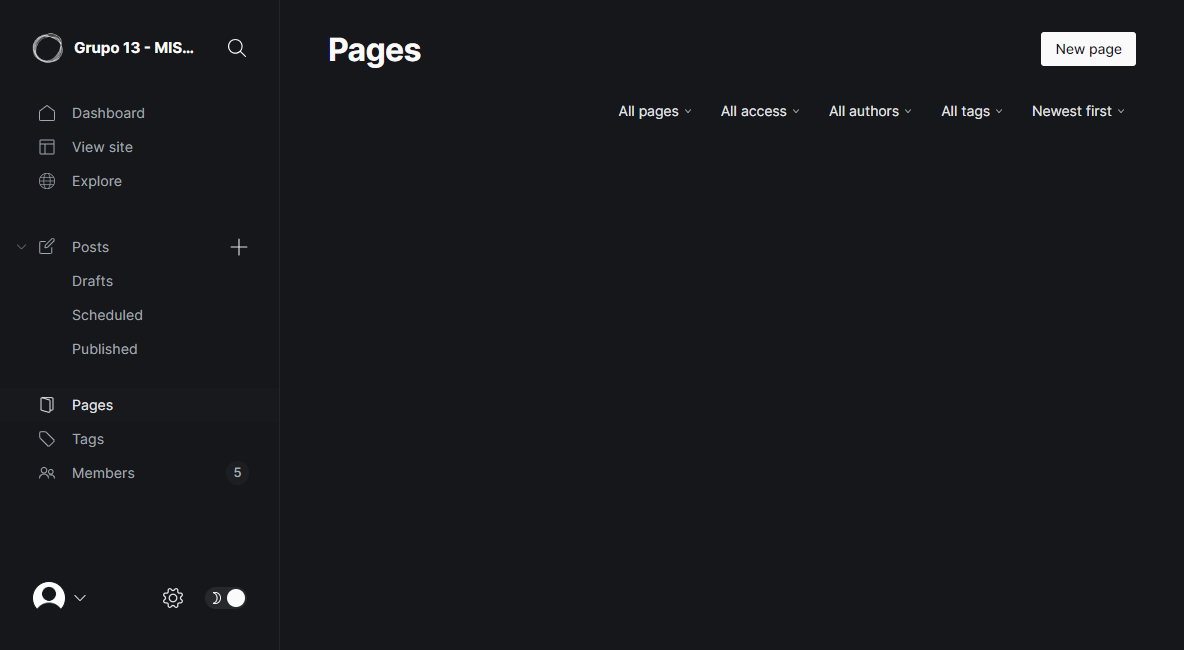 Grupo 13 - MIS...
Dashboard
View site
Explore
Posts
Drafts
Scheduled
Published
Pages
Tags
Members 5
Pages
New page
All pages All access All authors All tags Newest first